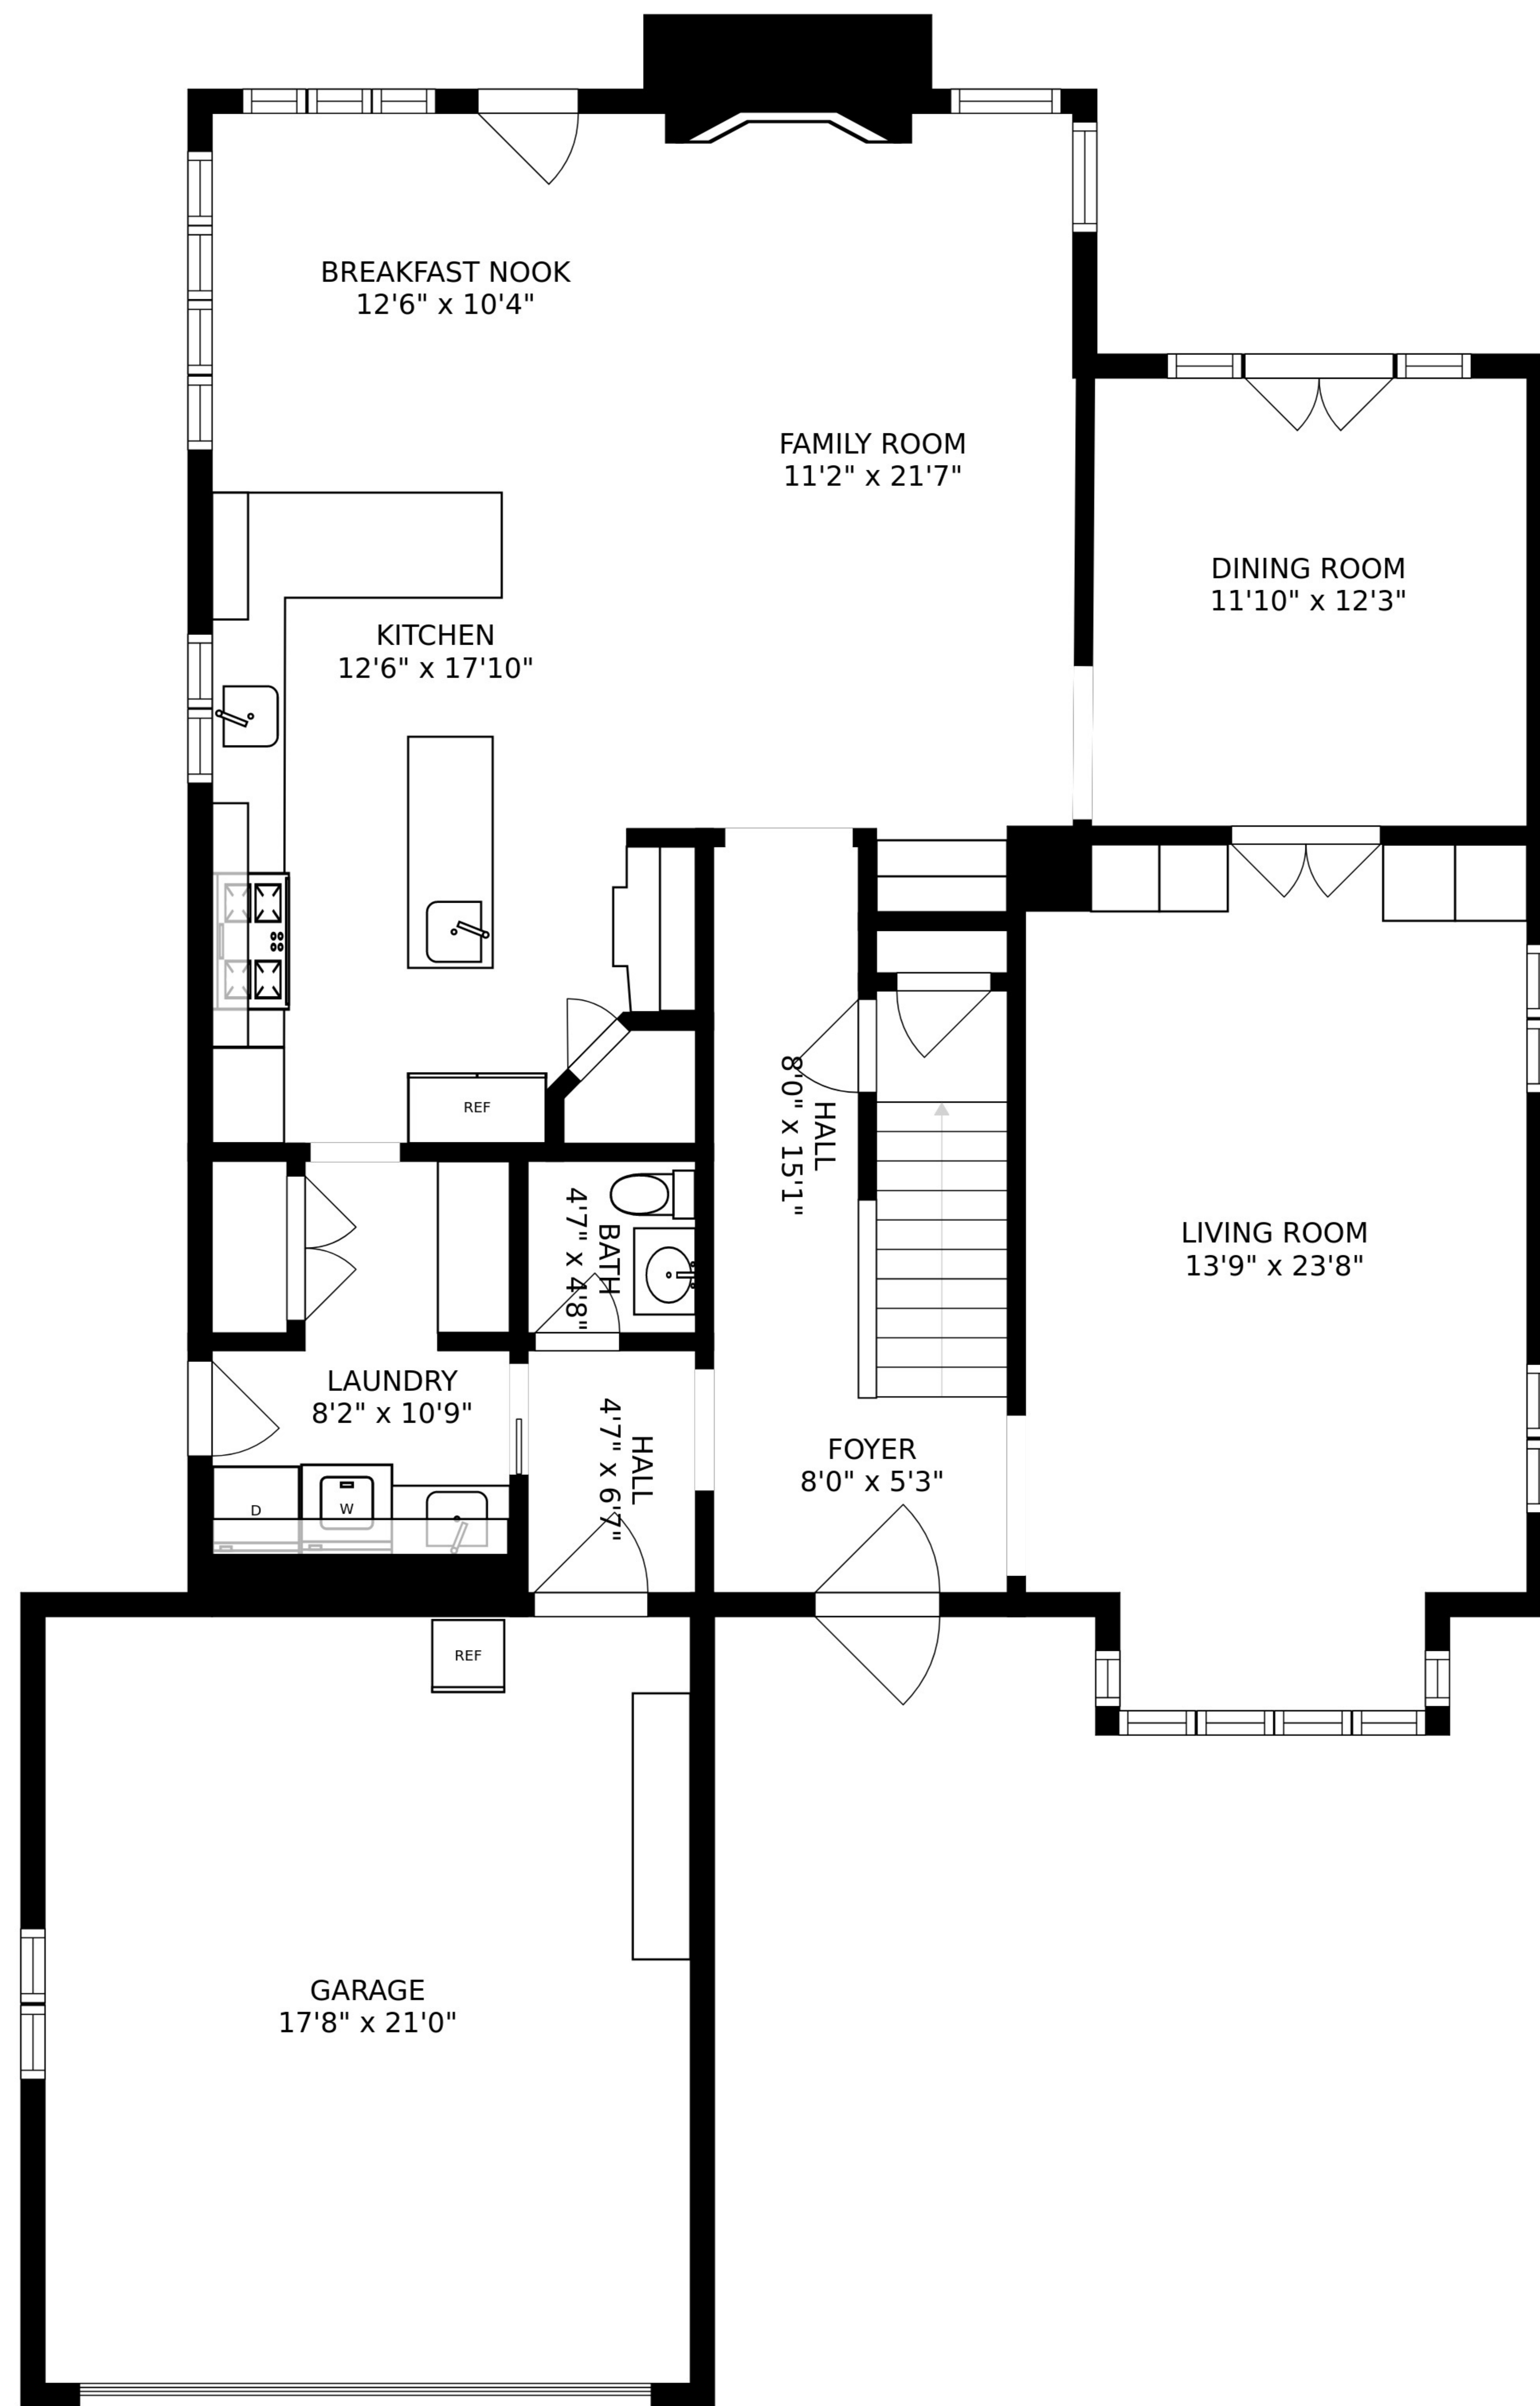 BREAKFAST NOOK
12'6" x 10'4"
FAMILY ROOM
11'2" x 21'7"
DINING ROOM
11'10" x 12'3"
KITCHEN
12'6" x 17'10"
REF
HALL
8'0" x 15'1"
BATH
4'7" x 4'8"
LIVING ROOM
13'9" x 23'8"
LAUNDRY
8'2" x 10'9"
HALL
4'7" x 6'7"
FOYER
8'0" x 5'3"
D
W
REF
GARAGE
17'8" x 21'0"